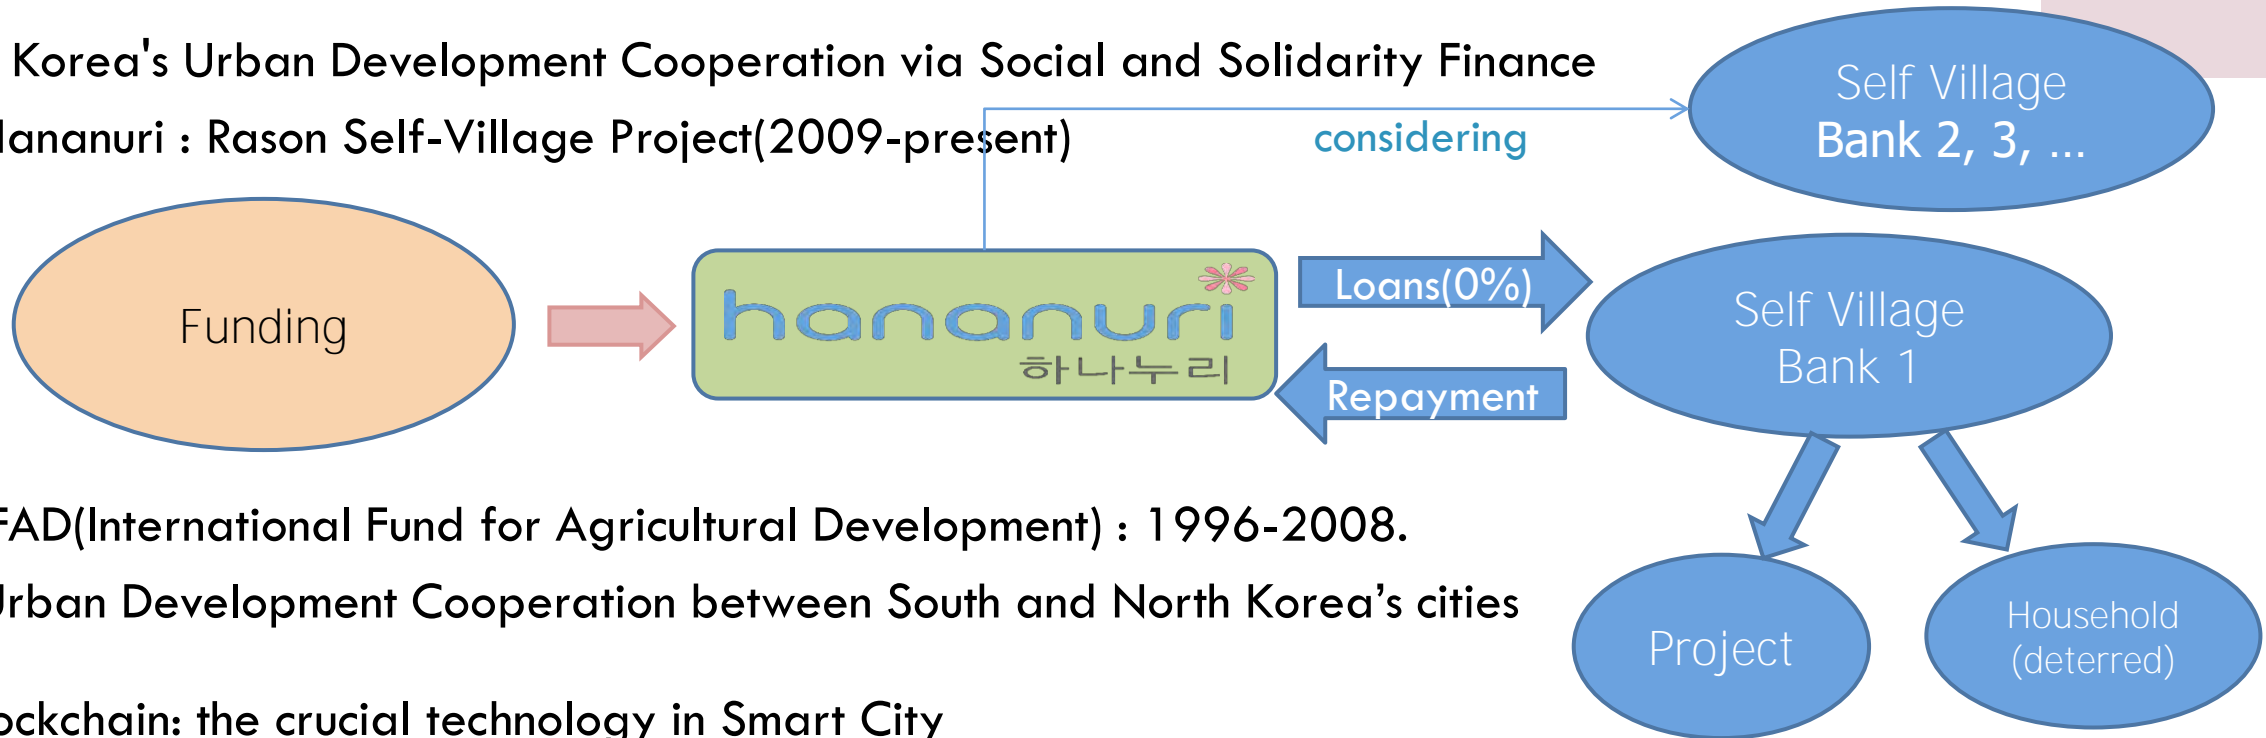 Korea's Urban Development Cooperation via Social and Solidarity Finance
Hananuri : Rason Self-Village Project(2009-present)
considering
Self Village
Bank 2, 3, ...
Funding
hananuri
하나누리
Loans(0%)
Repayment
Self Village
Bank 1
FAD(International Fund for Agricultural Development) : 1996-2008.
Urban Development Cooperation between South and North Korea’s cities
Project
Household
(deterred)
ockchain: the crucial technology in Smart City